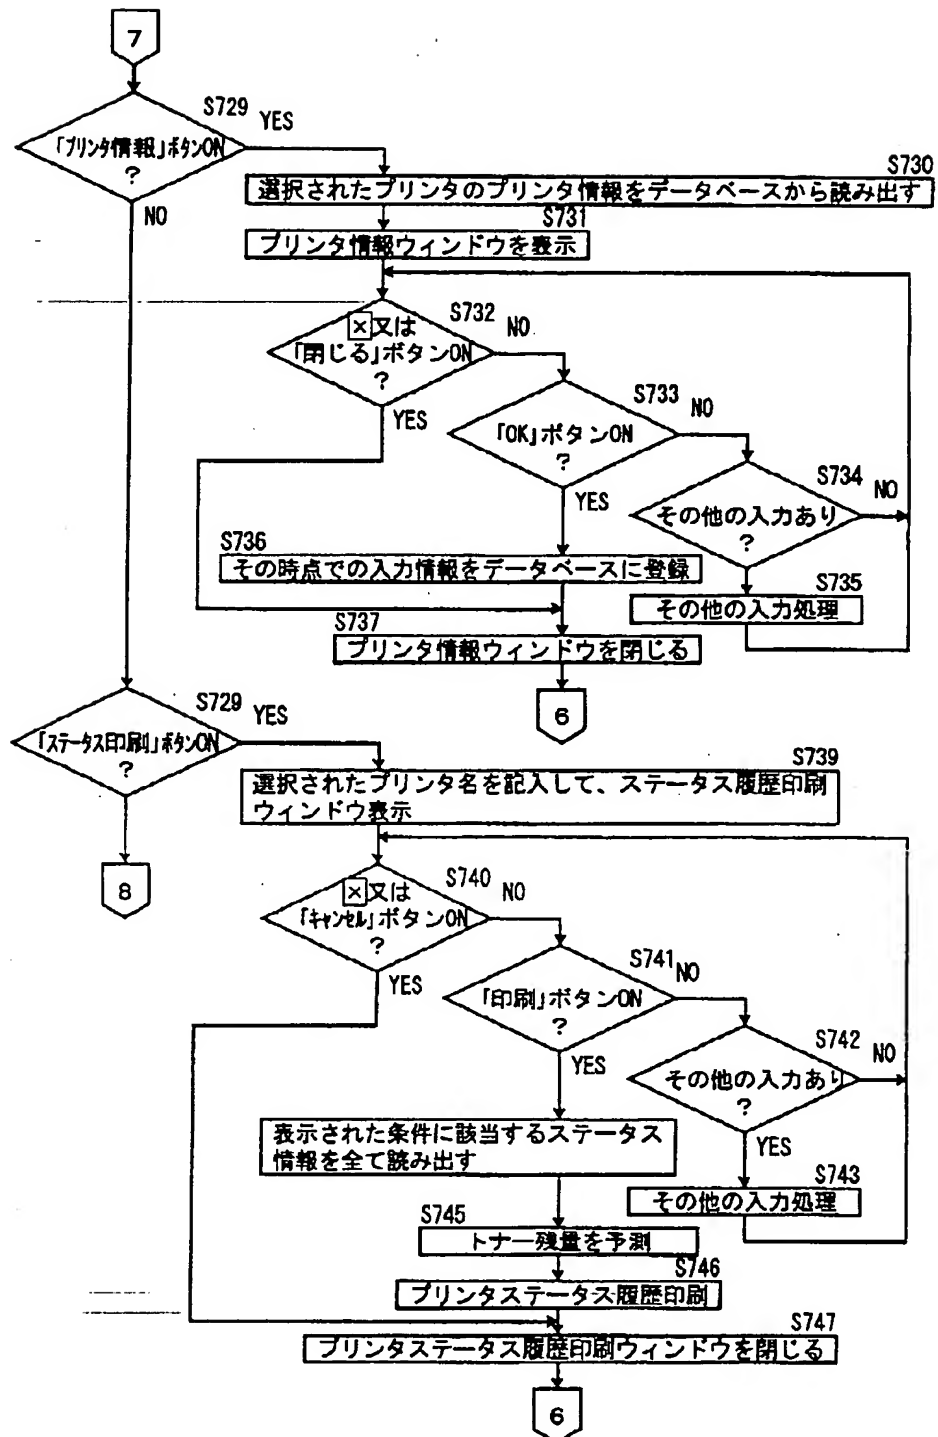 7
S729
YES
「プリンタ情報」ボタンON
?
NO
S730
選択されたプリンタのプリンタ情報をデータベースから読み出す
S731
プリンタ情報ウィンドウを表示
S732
NO
×又は
「閉じる」ボタンON
?
YES
S733
NO
「OK」ボタンON
?
YES
S734
NO
その他の入力あり
?
S736
その時点での入力情報をデータベースに登録
S735
その他の入力処理
S737
プリンタ情報ウィンドウを閉じる
6
S729
YES
「ステータス印刷」ボタンON
?
8
S739
選択されたプリンタ名を記入して、ステータス履歴印刷
ウィンドウ表示
S740
NO
×又は
「キャンセル」ボタンON
?
YES
S741
NO
「印刷」ボタンON
?
YES
S742
NO
その他の入力あり
?
YES
表示された条件に該当するステータス
情報を全て読み出す
S743
その他の入力処理
S745
トナー残量を予測
S746
プリンタステータス履歴印刷
S747
プリンタステータス履歴印刷ウィンドウを閉じる
6